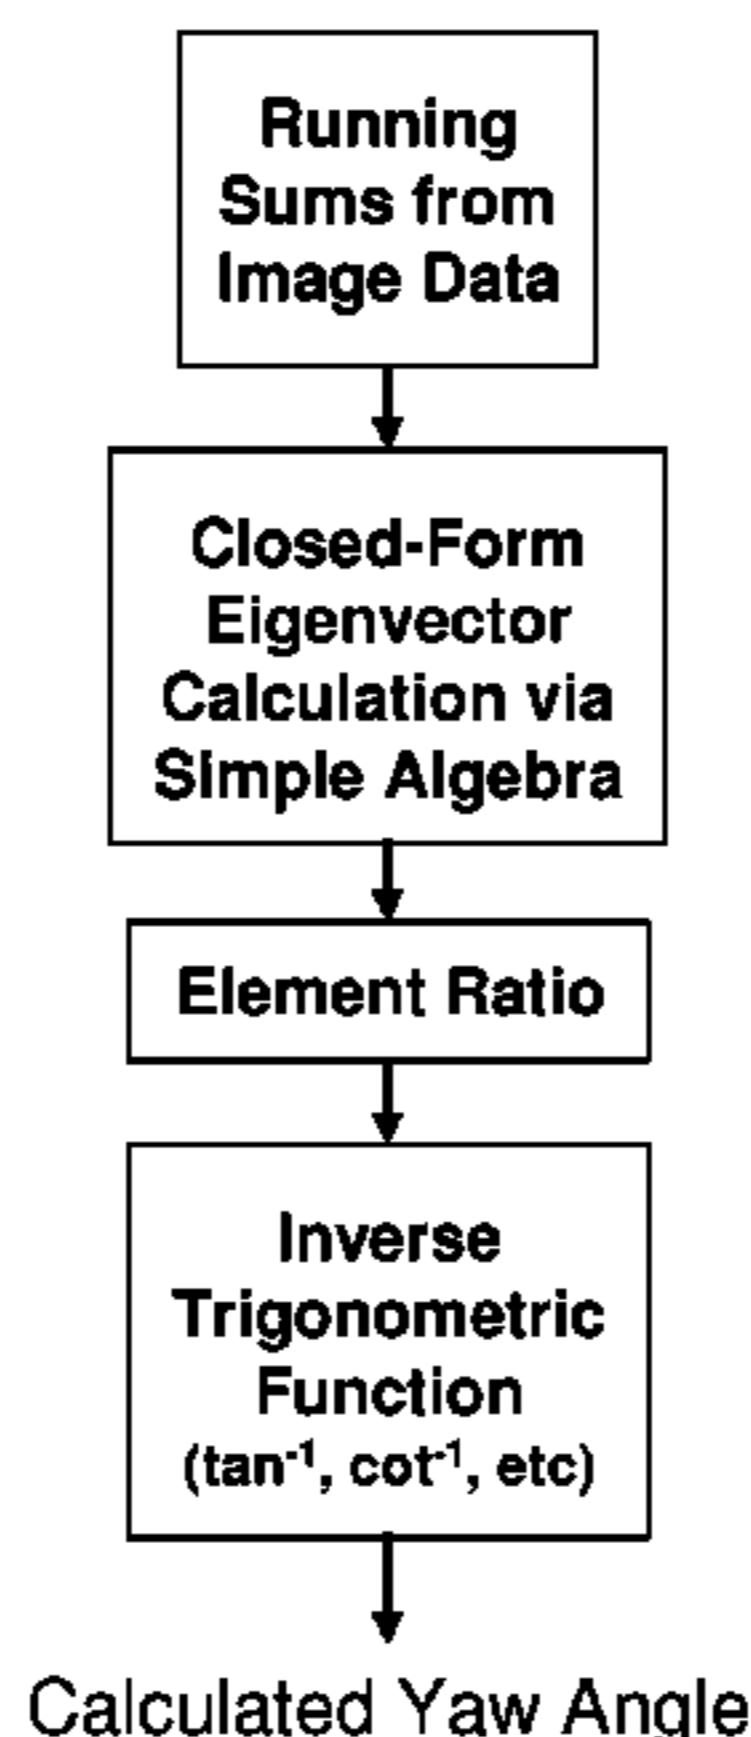 Running
Sums from
Image Data
Closed-Form
Eigenvector
Calculation via
Simple Algebra
Element Ratio
Inverse
Trigonometric
Function
(tan⁻¹, cot⁻¹, etc)
Calculated Yaw Angle